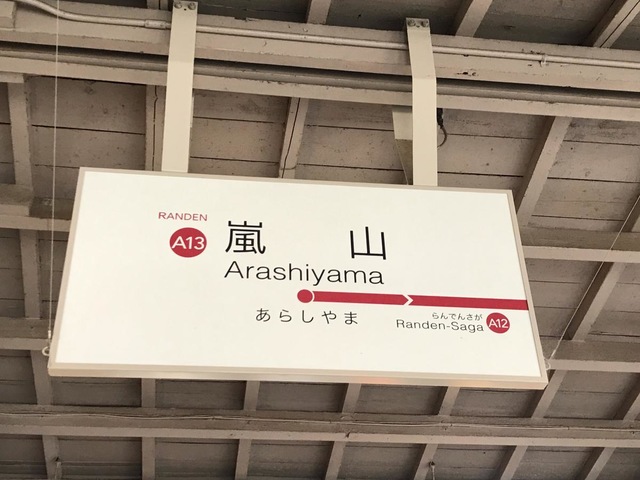 RANDEN
A13 嵐 山
Arashiyama
あらしやま
らんでんさが
Randen-Saga A12